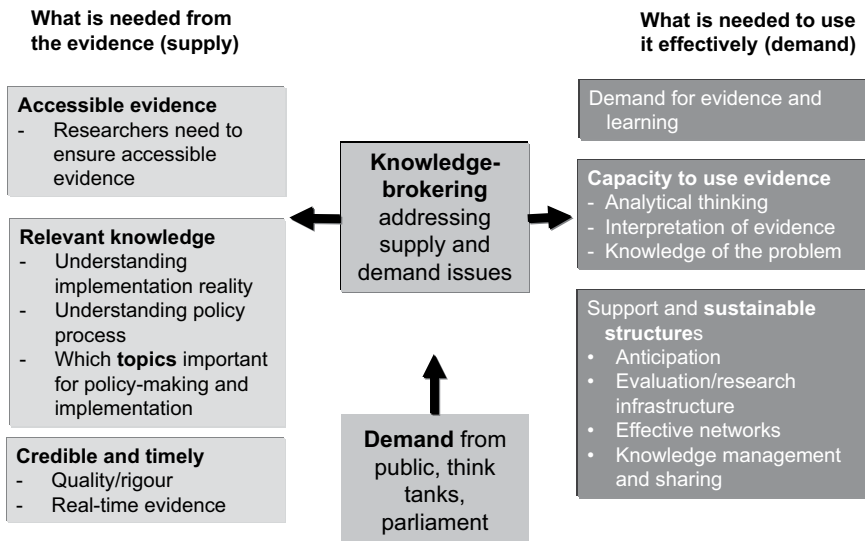 What is needed from
the evidence (supply)
Accessible evidence
- Researchers need to
ensure accessible
evidence
Relevant knowledge
- Understanding
implementation reality
- Understanding policy
process
- Which topics important
for policy-making and
implementation
Credible and timely
- Quality/rigour
- Real-time evidence
Knowledge-
brokering
addressing
supply and
demand issues
Demand from
public, think
tanks,
parliament
What is needed to use
it effectively (demand)
Demand for evidence and
learning
Capacity to use evidence
- Analytical thinking
- Interpretation of evidence
- Knowledge of the problem
Support and sustainable
structures
• Anticipation
• Evaluation/research
infrastructure
• Effective networks
• Knowledge management
and sharing